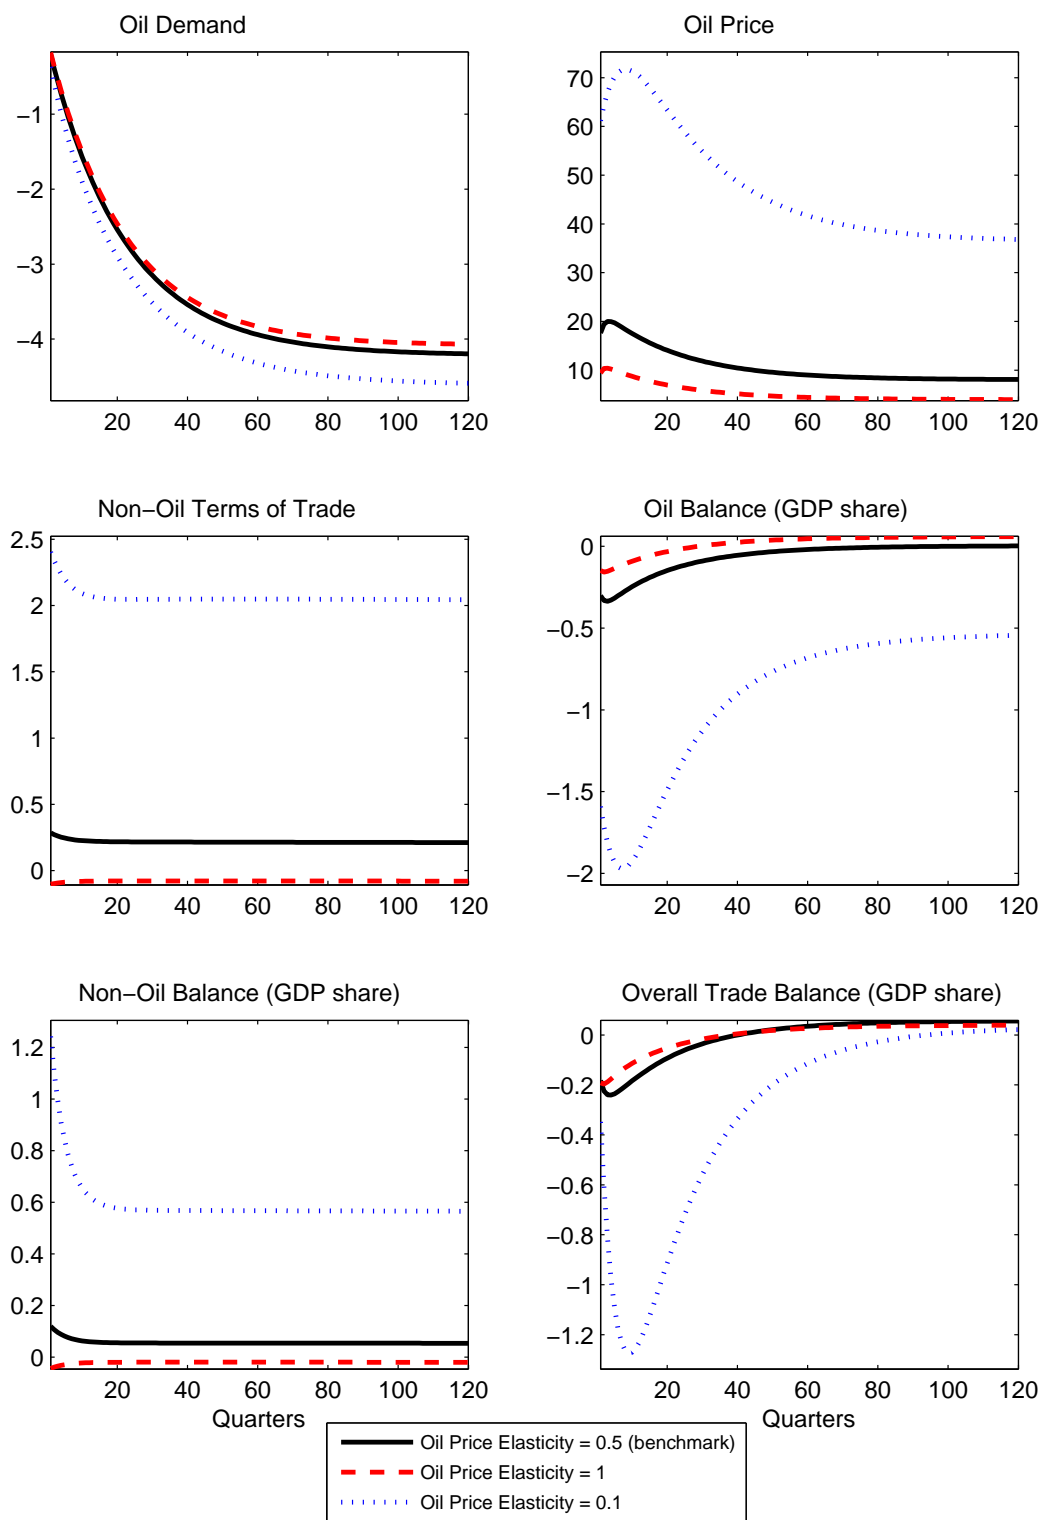 Oil Demand
−1
−2
−3
−4
20 40 60 80 100 120
Oil Price
70
60
50
40
30
20
10
20 40 60 80 100 120
Non−Oil Terms of Trade
2.5
2
1.5
1
0.5
0
20 40 60 80 100 120
Oil Balance (GDP share)
0
−0.5
−1
−1.5
−2
20 40 60 80 100 120
Non−Oil Balance (GDP share)
1.2
1
0.8
0.6
0.4
0.2
0
20 40 60 80 100 120
Quarters
Overall Trade Balance (GDP share)
0
−0.2
−0.4
−0.6
−0.8
−1
−1.2
20 40 60 80 100 120
Quarters
Oil Price Elasticity = 0.5 (benchmark)
Oil Price Elasticity = 1
Oil Price Elasticity = 0.1